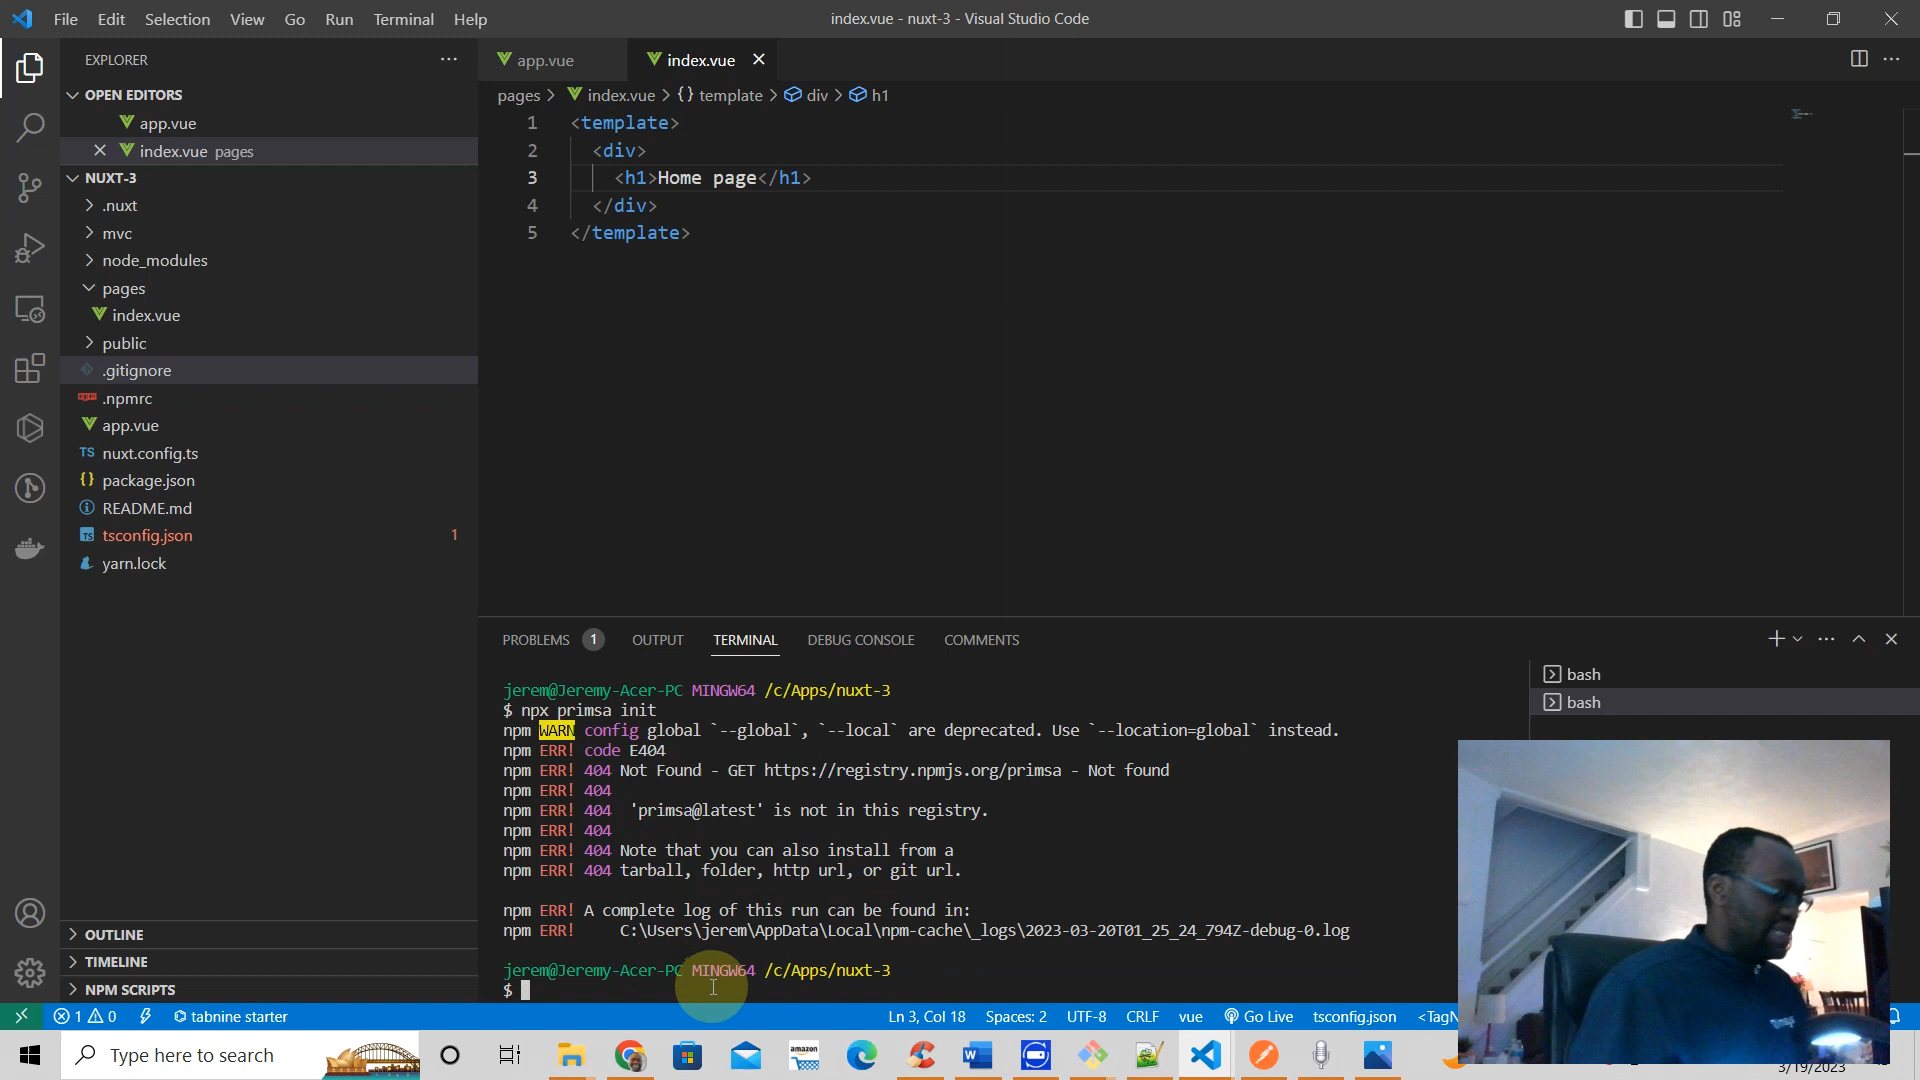 File Edit Selection View Go Run Terminal Help
index.vue - nuxt-3 - Visual Studio Code
EXPLORER
OPEN EDITORS
app.vue
index.vue pages
NUXT-3
.nuxt
mvc
node_modules
pages
index.vue
public
.gitignore
.npmrc
app.vue
TS nuxt.config.ts
{} package.json
README.md
TS tsconfig.json 1
yarn.lock
OUTLINE
TIMELINE
NPM SCRIPTS
app.vue index.vue
pages > index.vue > {} template > div > h1
1 <template>
2 <div>
3 <h1>Home page</h1>
4 </div>
5 </template>
PROBLEMS 1 OUTPUT TERMINAL DEBUG CONSOLE COMMENTS
bash
bash
jerem@Jeremy-Acer-PC MINGW64 /c/Apps/nuxt-3
$ npx primsa init
npm WARN config global `--global`, `--local` are deprecated. Use `--location=global` instead.
npm ERR! code E404
npm ERR! 404 Not Found - GET https://registry.npmjs.org/primsa - Not found
npm ERR! 404
npm ERR! 404 'primsa@latest' is not in this registry.
npm ERR! 404
npm ERR! 404 Note that you can also install from a
npm ERR! 404 tarball, folder, http url, or git url.
npm ERR! A complete log of this run can be found in:
npm ERR! C:\Users\jerem\AppData\Local\npm-cache\_logs\2023-03-20T01_25_24_794Z-debug-0.log
jerem@Jeremy-Acer-PC MINGW64 /c/Apps/nuxt-3
$
1 0 tabnine starter
Ln 3, Col 18 Spaces: 2 UTF-8 CRLF vue Go Live tsconfig.json <TagN
Type here to search
amazon
3/19/2023